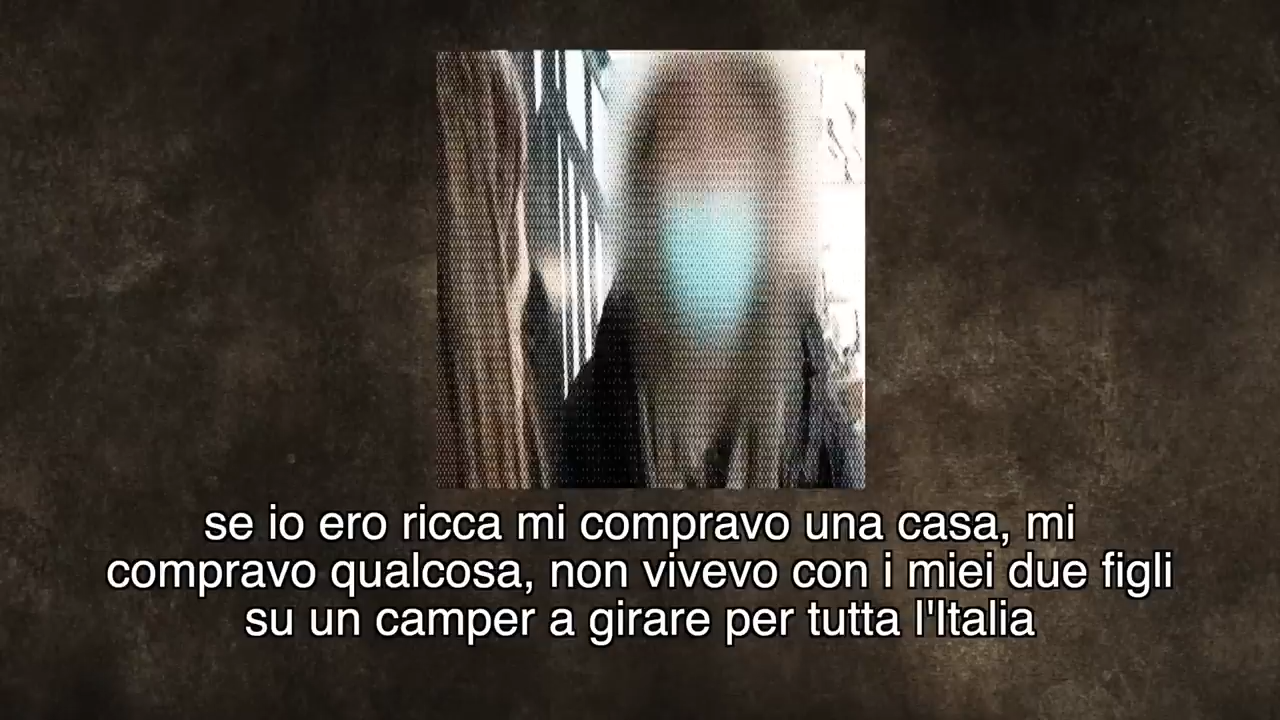 se io ero ricca mi compravo una casa, mi
compravo qualcosa, non vivevo con i miei due figli
su un camper a girare per tutta l'Italia